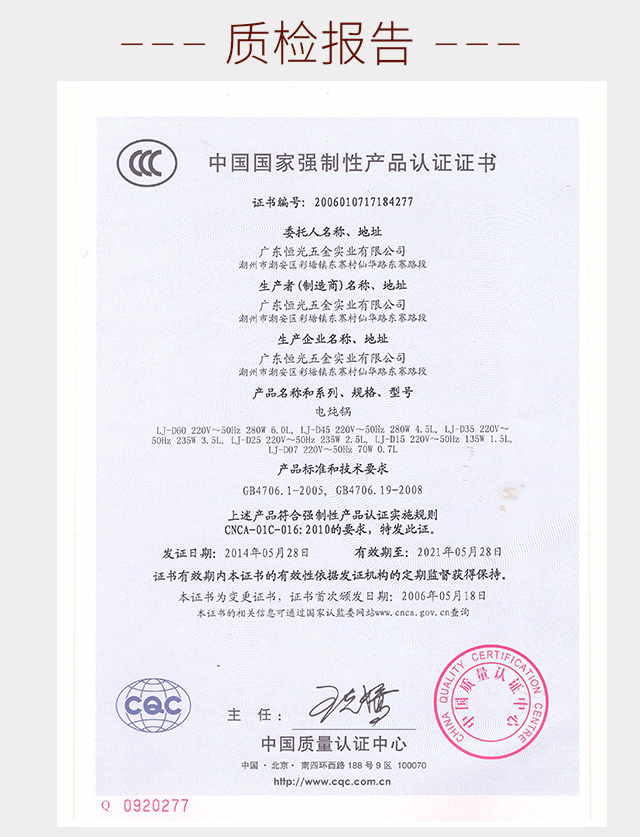 --- 质检报告 ---
CCC
中国国家强制性产品认证证书
证书编号: 2006010717184277
委托人名称、地址
广东恒光五金实业有限公司
潮州市潮安区彩塘镇东寨村仙华路东寨路段
生产者(制造商)名称、地址
广东恒光五金实业有限公司
潮州市潮安区彩塘镇东寨村仙华路东寨路段
生产企业名称、地址
广东恒光五金实业有限公司
潮州市潮安区彩塘镇东寨村仙华路东寨路段
产品名称和系列、规格、型号
电炖锅
LJ-D60 220V~50Hz 280W 6.0L, LJ-D45 220V~50Hz 280W 4.5L, LJ-D35 220V~
50Hz 235W 3.5L, LJ-D25 220V~50Hz 235W 2.5L, LJ-D15 220V~50Hz 135W 1.5L,
LJ-D07 220V~50Hz 70W 0.7L
产品标准和技术要求
GB4706.1-2005, GB4706.19-2008
上述产品符合强制性产品认证实施规则
CNCA-01C-016:2010的要求，特发此证。
发证日期: 2014年05月28日 有效期至: 2021年05月28日
证书有效期内本证书的有效性依据发证机构的定期监督获得保持。
本证书为变更证书，证书首次颁发日期: 2006年05月18日
本证书的相关信息可通过国家认监委网站www.cnca.gov.cn查询
CQC
主 任:
CHINA QUALITY CERTIFICATION CENTRE
中国质量认证中心
中国质量认证中心
中国·北京·南四环西路 188 号 9 区 100070
http://www.cqc.com.cn
Q 0920277